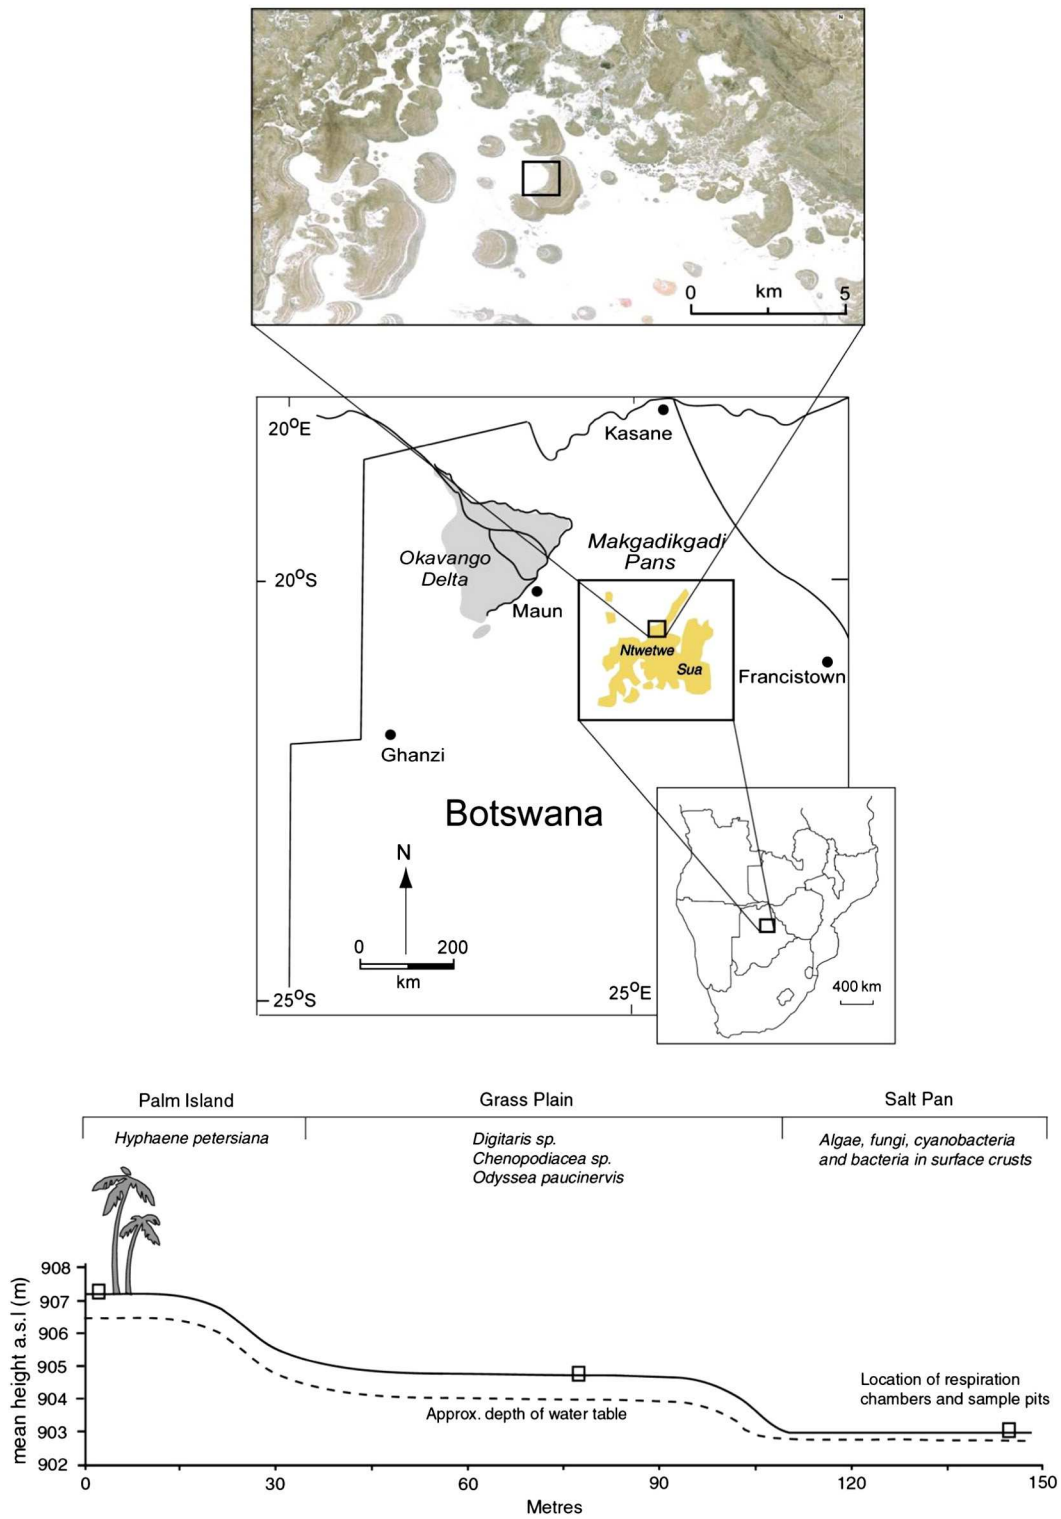 N
0 km 5
20°E
Kasane
Makgadikgadi
Pans
Okavango
Delta
20°S
Maun
Ntwetwe
Sua
Francistown
Ghanzi
Botswana
N
0 200
km
400 km
25°S
25°E
Palm Island Grass Plain Salt Pan
Hyphaene petersiana
Digitaris sp.
Chenopodiacea sp.
Odyssea paucinervis
Algae, fungi, cyanobacteria
and bacteria in surface crusts
mean height a.s.l (m)
908
907
906
905
904
903
902
Location of respiration
chambers and sample pits
Approx. depth of water table
0 30 60 90 120 150
Metres